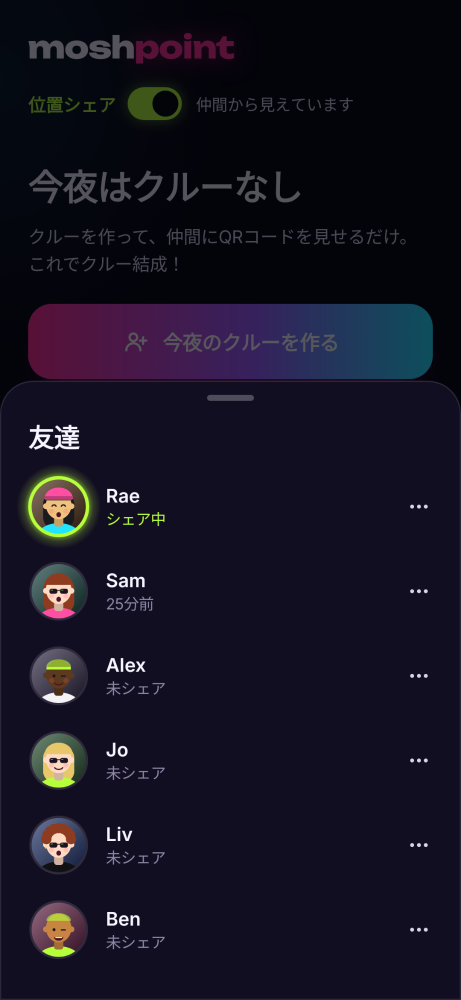 moshpoint
位置シェア 仲間から見えています
今夜はクルーなし
クルーを作って、仲間にQRコードを見せるだけ。
これでクルー結成！
今夜のクルーを作る
友達
Rae
シェア中
Sam
25分前
Alex
未シェア
Jo
未シェア
Liv
未シェア
Ben
未シェア